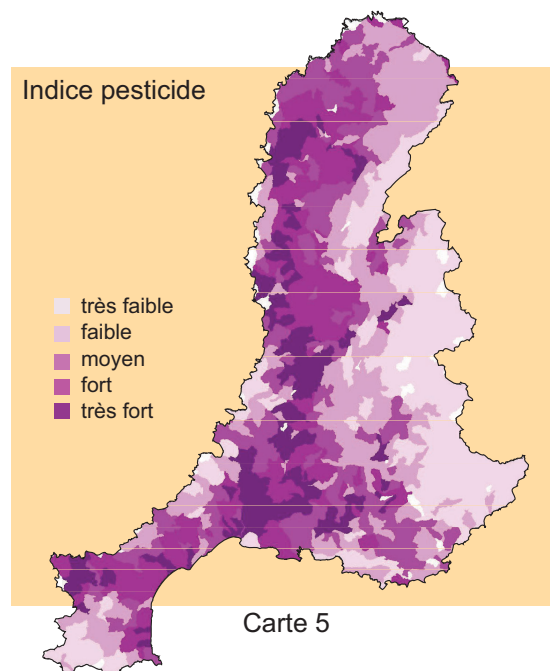 Indice pesticide
très faible
faible
moyen
fort
très fort
Carte 5